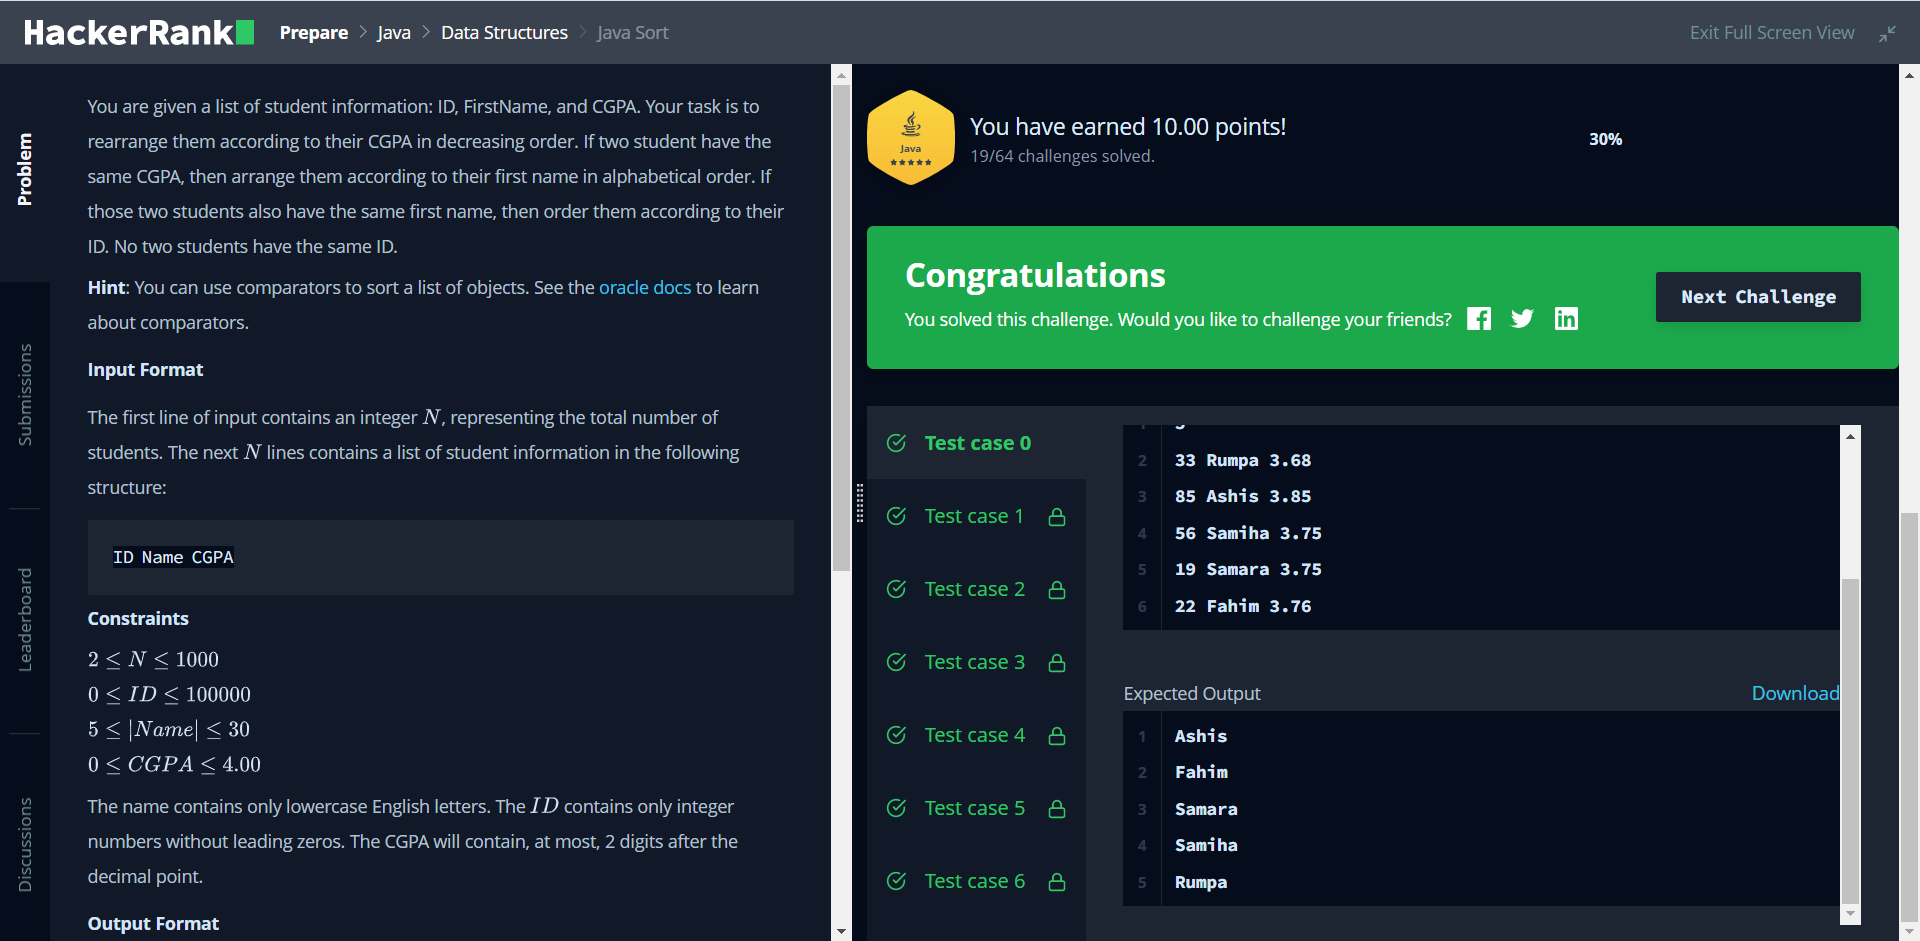 HackerRank
Prepare > Java > Data Structures > Java Sort
Exit Full Screen View
Problem
Submissions
Leaderboard
Discussions
You are given a list of student information: ID, FirstName, and CGPA. Your task is to
rearrange them according to their CGPA in decreasing order. If two student have the
same CGPA, then arrange them according to their first name in alphabetical order. If
those two students also have the same first name, then order them according to their
ID. No two students have the same ID.
Hint: You can use comparators to sort a list of objects. See the oracle docs to learn
about comparators.
Input Format
The first line of input contains an integer N, representing the total number of
students. The next N lines contains a list of student information in the following
structure:
ID Name CGPA
Constraints
2 ≤ N ≤ 1000
0 ≤ ID ≤ 100000
5 ≤ |Name| ≤ 30
0 ≤ CGPA ≤ 4.00
The name contains only lowercase English letters. The ID contains only integer
numbers without leading zeros. The CGPA will contain, at most, 2 digits after the
decimal point.
Output Format
Java
You have earned 10.00 points!
19/64 challenges solved.
30%
Congratulations
You solved this challenge. Would you like to challenge your friends?
Next Challenge
Test case 0
Test case 1
Test case 2
Test case 3
Test case 4
Test case 5
Test case 6
2 33 Rumpa 3.68
3 85 Ashis 3.85
4 56 Samiha 3.75
5 19 Samara 3.75
6 22 Fahim 3.76
Expected Output
Download
1 Ashis
2 Fahim
3 Samara
4 Samiha
5 Rumpa